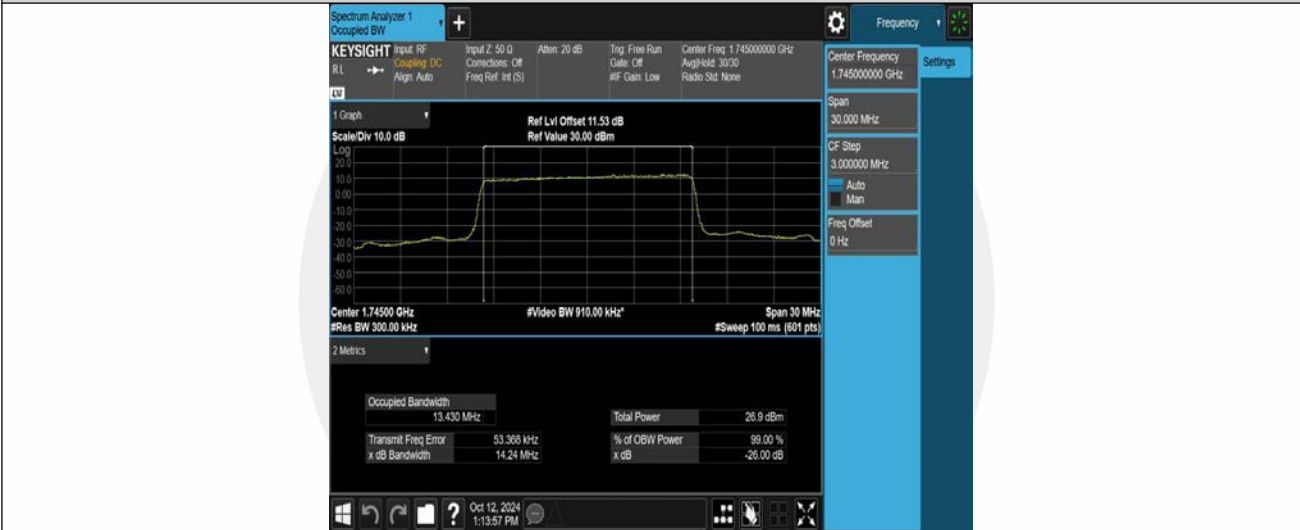 Spectrum Analyzer 1
Occupied BW
Frequency
KEYSIGHT
RL
Input: RF
Coupling: DC
Align: Auto
Input Z: 50 Ω
Corrections: Off
Freq Ref: Int (S)
Atten: 20 dB
Trig: Free Run
Gate: Off
#IF Gain: Low
Center Freq: 1.745000000 GHz
Avg|Hold: 30/30
Radio Std: None
Center Frequency
1.745000000 GHz
Settings
Span
30.000 MHz
CF Step
3.000000 MHz
Auto
Man
Freq Offset
0 Hz
1 Graph
Scale/Div 10.0 dB
Ref Lvl Offset 11.53 dB
Ref Value 30.00 dBm
Log
20.0
10.0
0.00
-10.0
-20.0
-30.0
-40.0
-50.0
-60.0
Center 1.74500 GHz
#Video BW 910.00 kHz*
Span 30 MHz
#Res BW 300.00 kHz
#Sweep 100 ms (601 pts)
2 Metrics
Occupied Bandwidth
13.430 MHz
Total Power 26.9 dBm
Transmit Freq Error 53.368 kHz
% of OBW Power 99.00 %
x dB Bandwidth 14.24 MHz
x dB -26.00 dB
?
Oct 12, 2024
1:13:57 PM